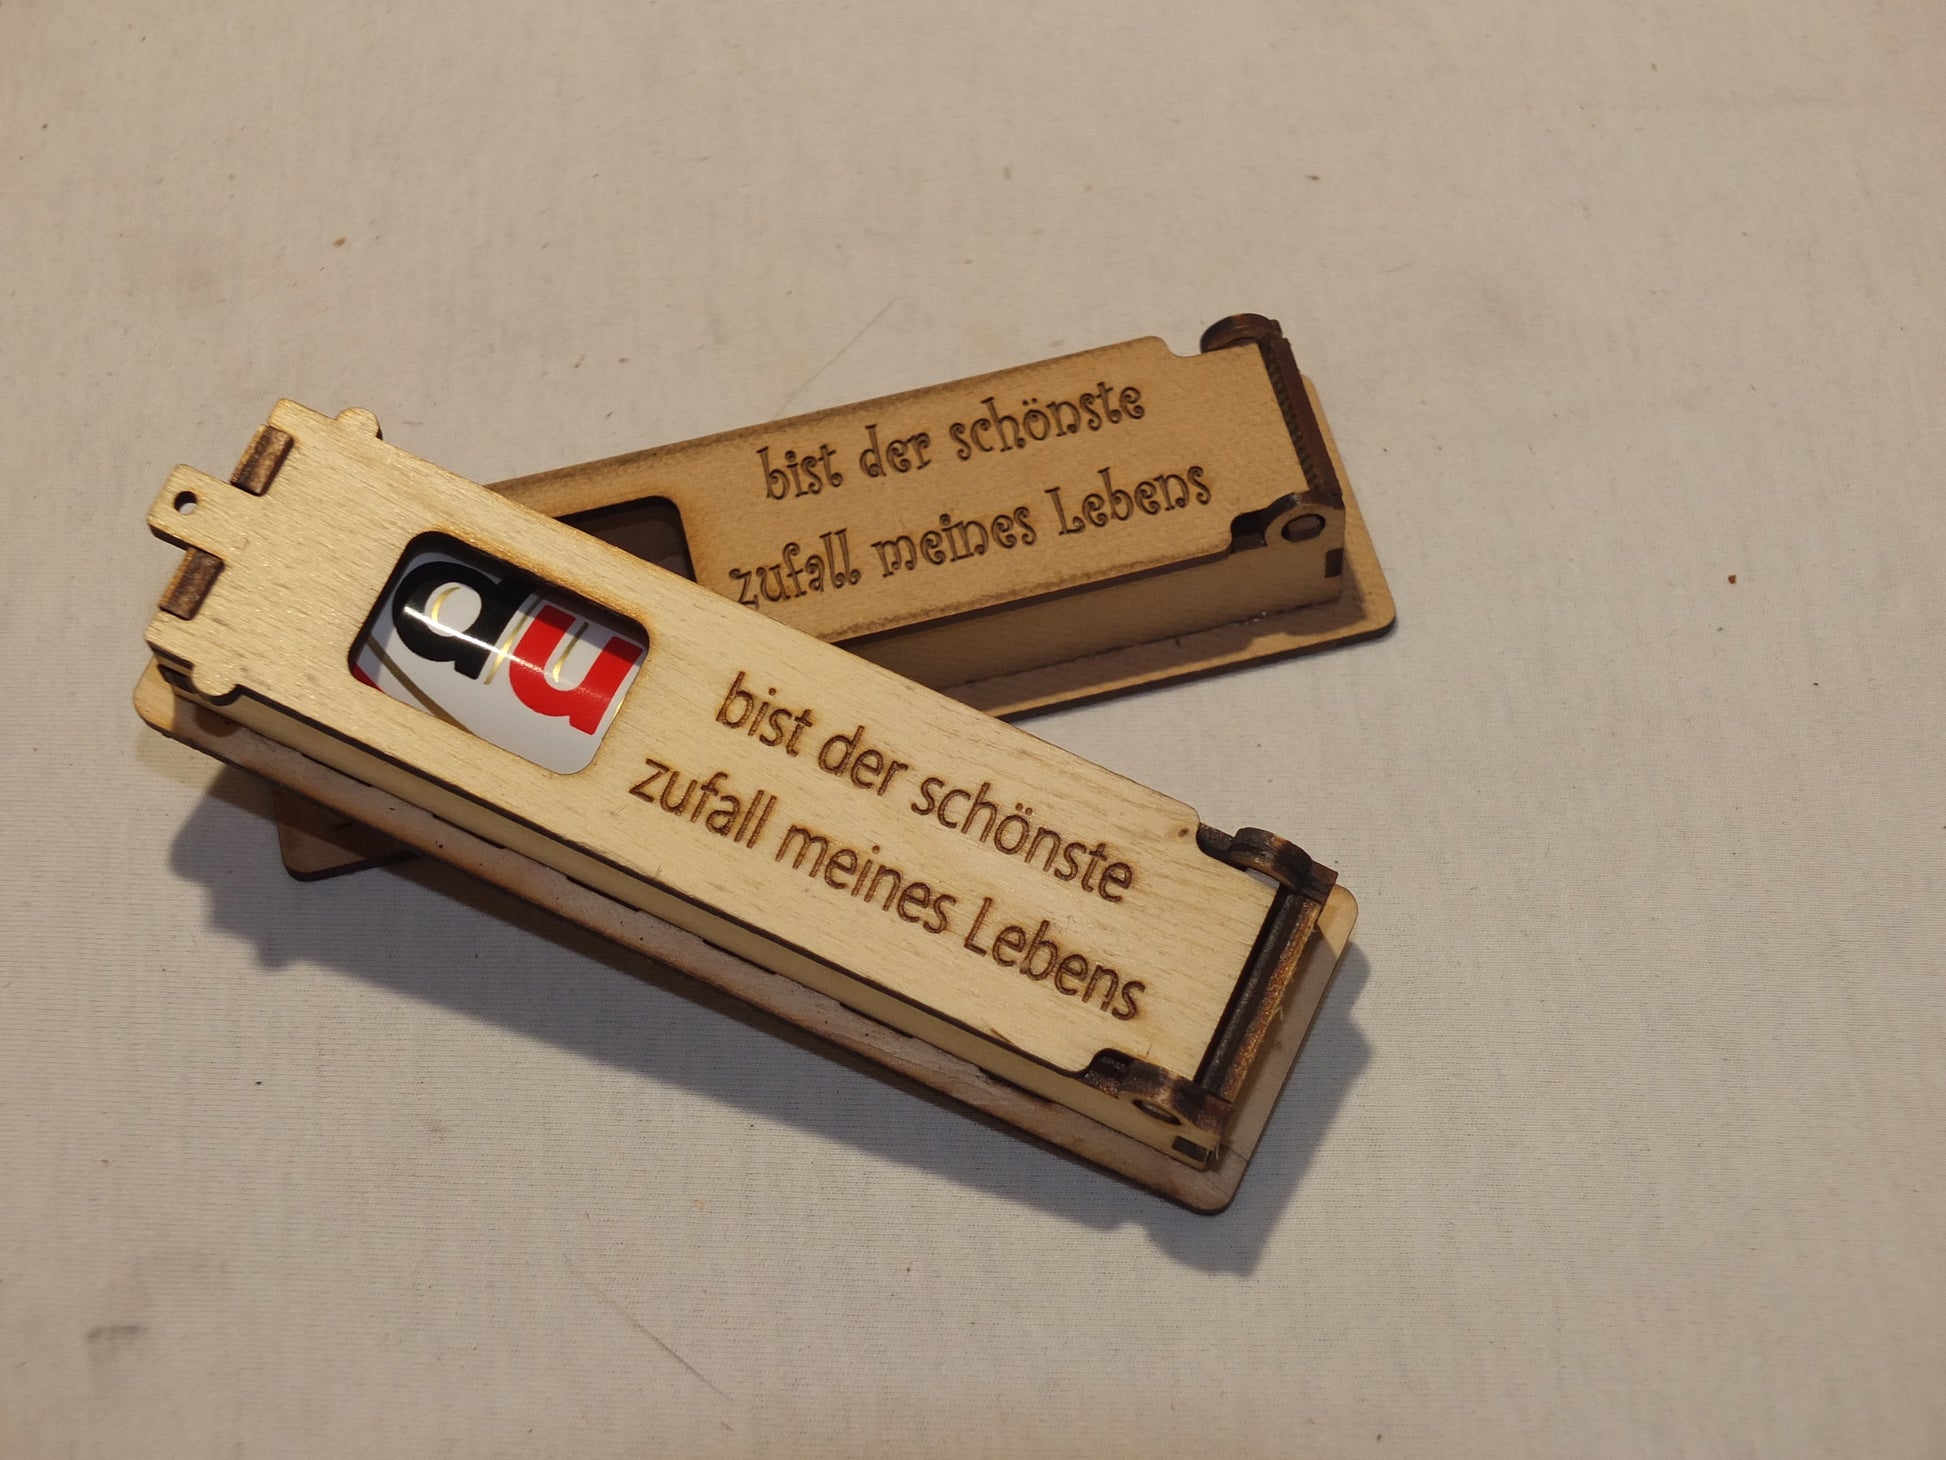 bist der schönste
zufall meines Lebens
du
bist der schönste
zufall meines Lebens